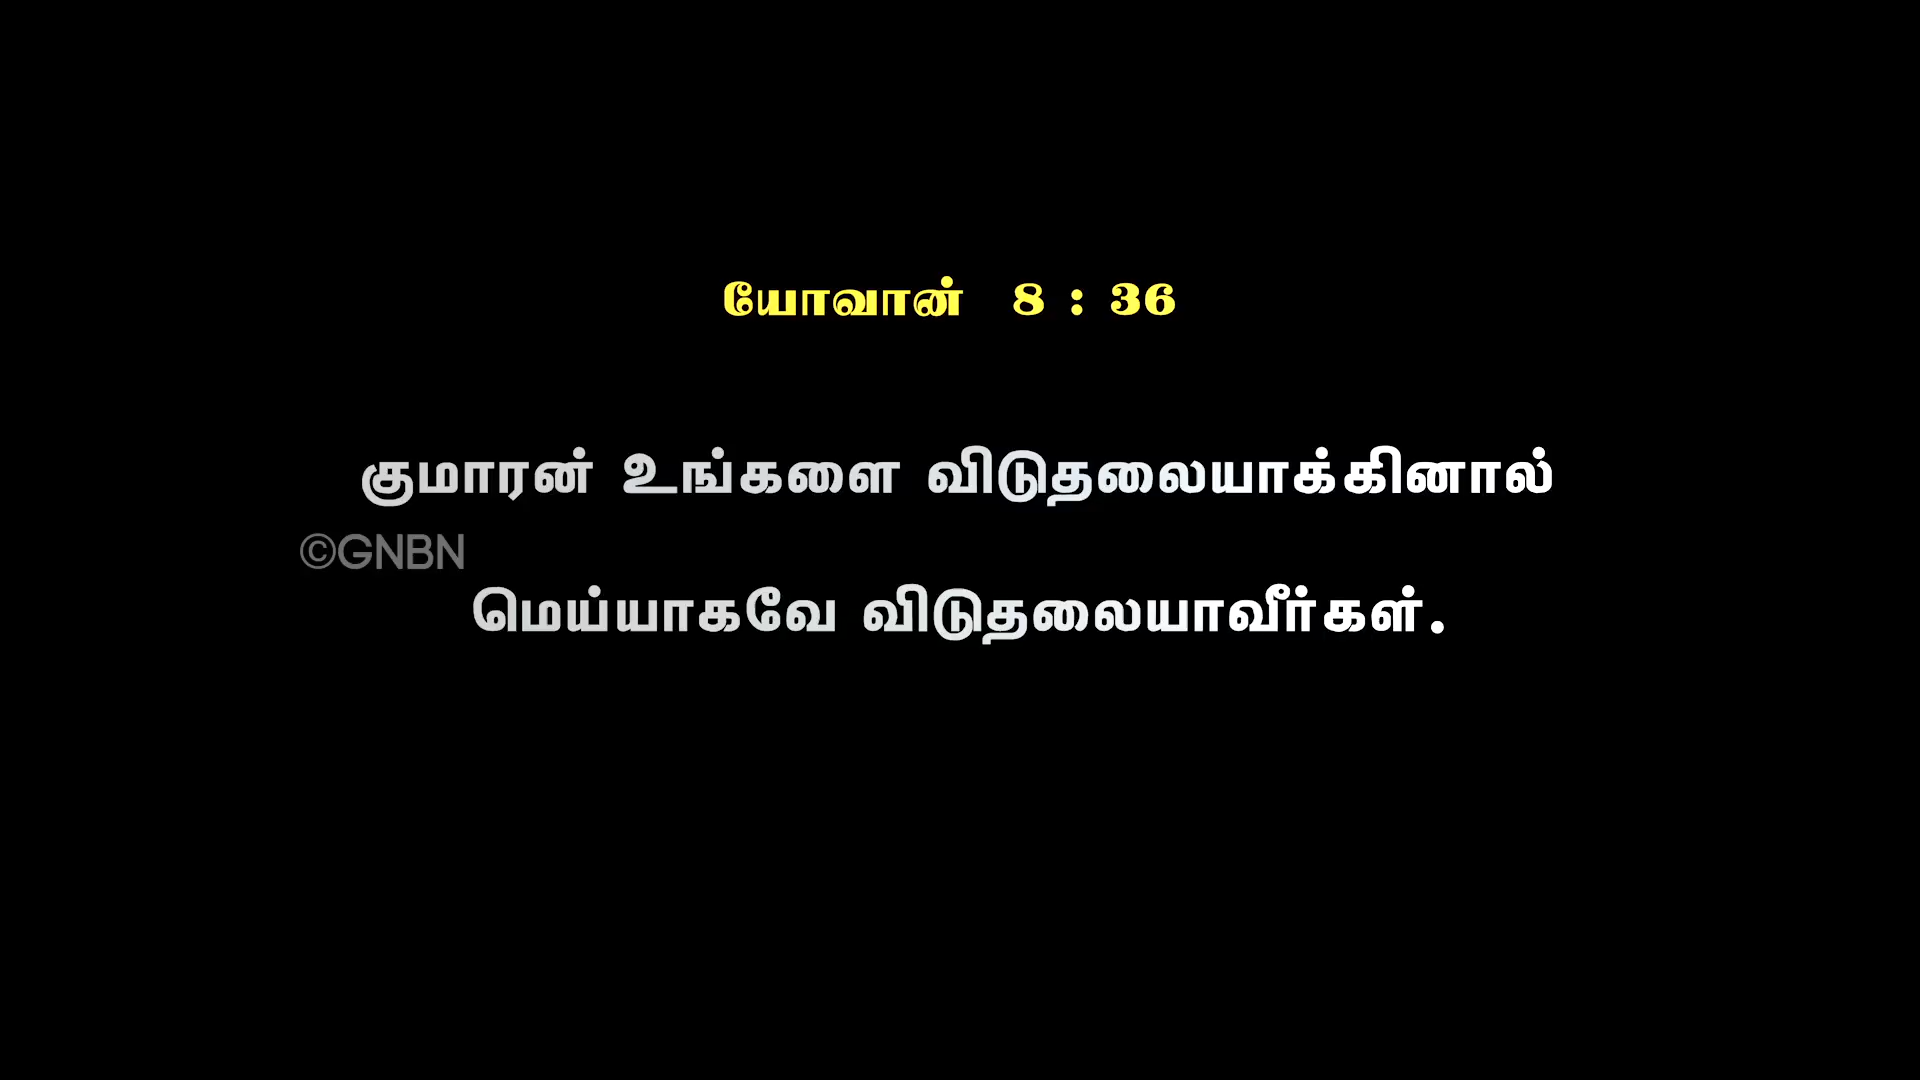 யோவான் 8 : 36
குமாரன் உங்களை விடுதலையாக்கினால்
©GNBN
மெய்யாகவே விடுதலையாவீர்கள்.